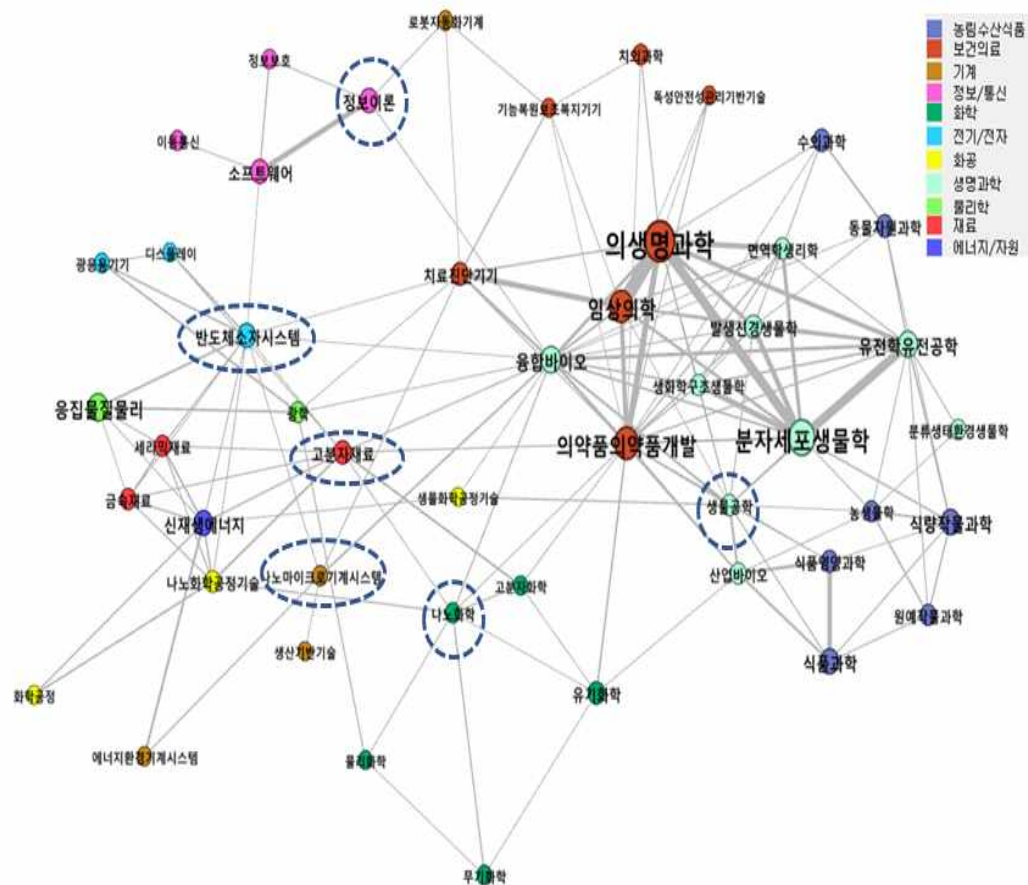 로봇자동화기계
정보보호
치의과학
정보이론
기능복원보조복지기기
독성안전성관리기반기술
이동통신
소프트웨어
수의과학
동물자원과학
의생명과학
면역학생리학
디스플레이
광응용기기
치료진단기기
임상의학
발생신경생물학
반도체소자시스템
융합바이오
유전학유전공학
생화학구조생물학
응집물질물리
광학
분류생태환경생물학
세라믹재료
고분자재료
의약품의약품개발
분자세포생물학
금속재료
생물화학공정기술
생물공학
농생물학
신재생에너지
식량작물과학
나노화학공정기술
나노마이크로기계시스템
고분자화학
산업바이오
식품영양과학
나노화학
원예작물과학
생산기반기술
식품과학
화학공정
유기화학
에너지환경기계시스템
물리화학
무기화학
농림수산식품
보건의료
기계
정보/통신
화학
전기/전자
화공
생명과학
물리학
재료
에너지/자원